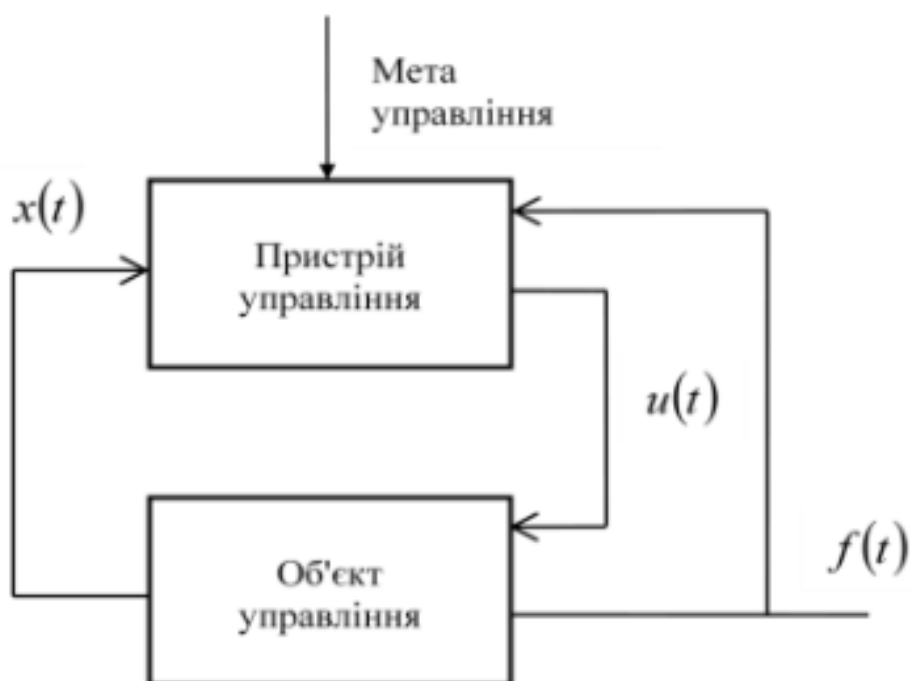 Мета
управління
x(t)
Пристрій
управління
u(t)
f(t)
Об'єкт
управління